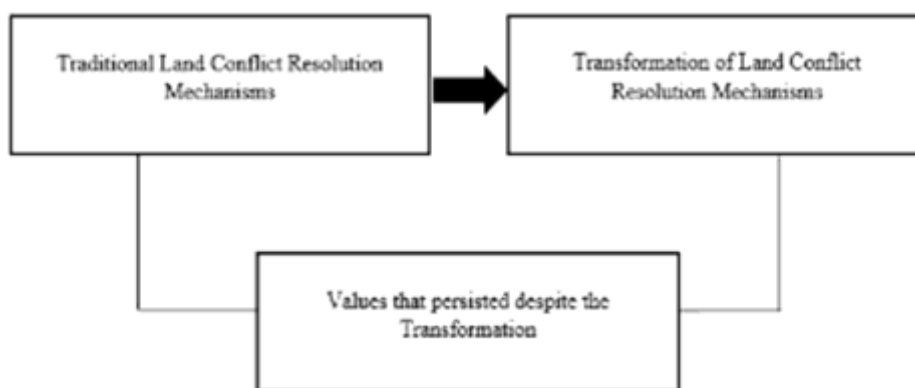 Traditional Land Conflict Resolution
Mechanisms
Transformation of Land Conflict
Resolution Mechanisms
Values that persisted despite the
Transformation